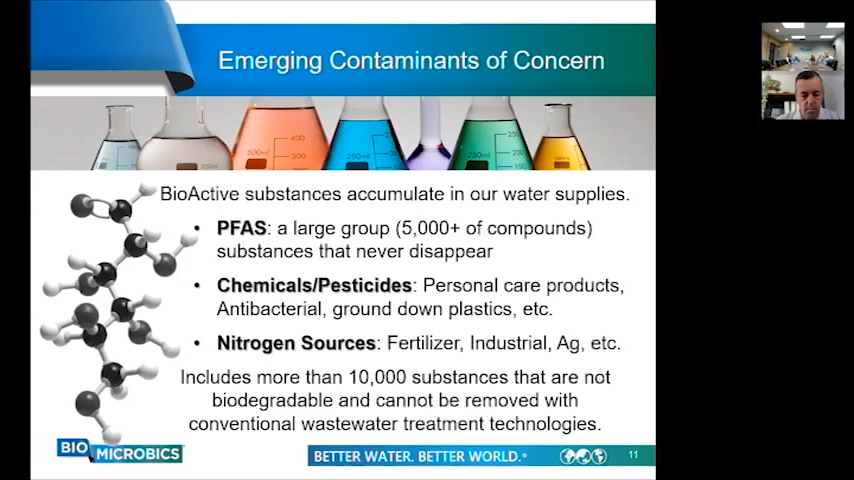 Emerging Contaminants of Concern
BioActive substances accumulate in our water supplies.
• PFAS: a large group (5,000+ of compounds)
substances that never disappear
• Chemicals/Pesticides: Personal care products,
Antibacterial, ground down plastics, etc.
• Nitrogen Sources: Fertilizer, Industrial, Ag, etc.
Includes more than 10,000 substances that are not
biodegradable and cannot be removed with
conventional wastewater treatment technologies.
BIO MICROBICS
BETTER WATER. BETTER WORLD.®
11